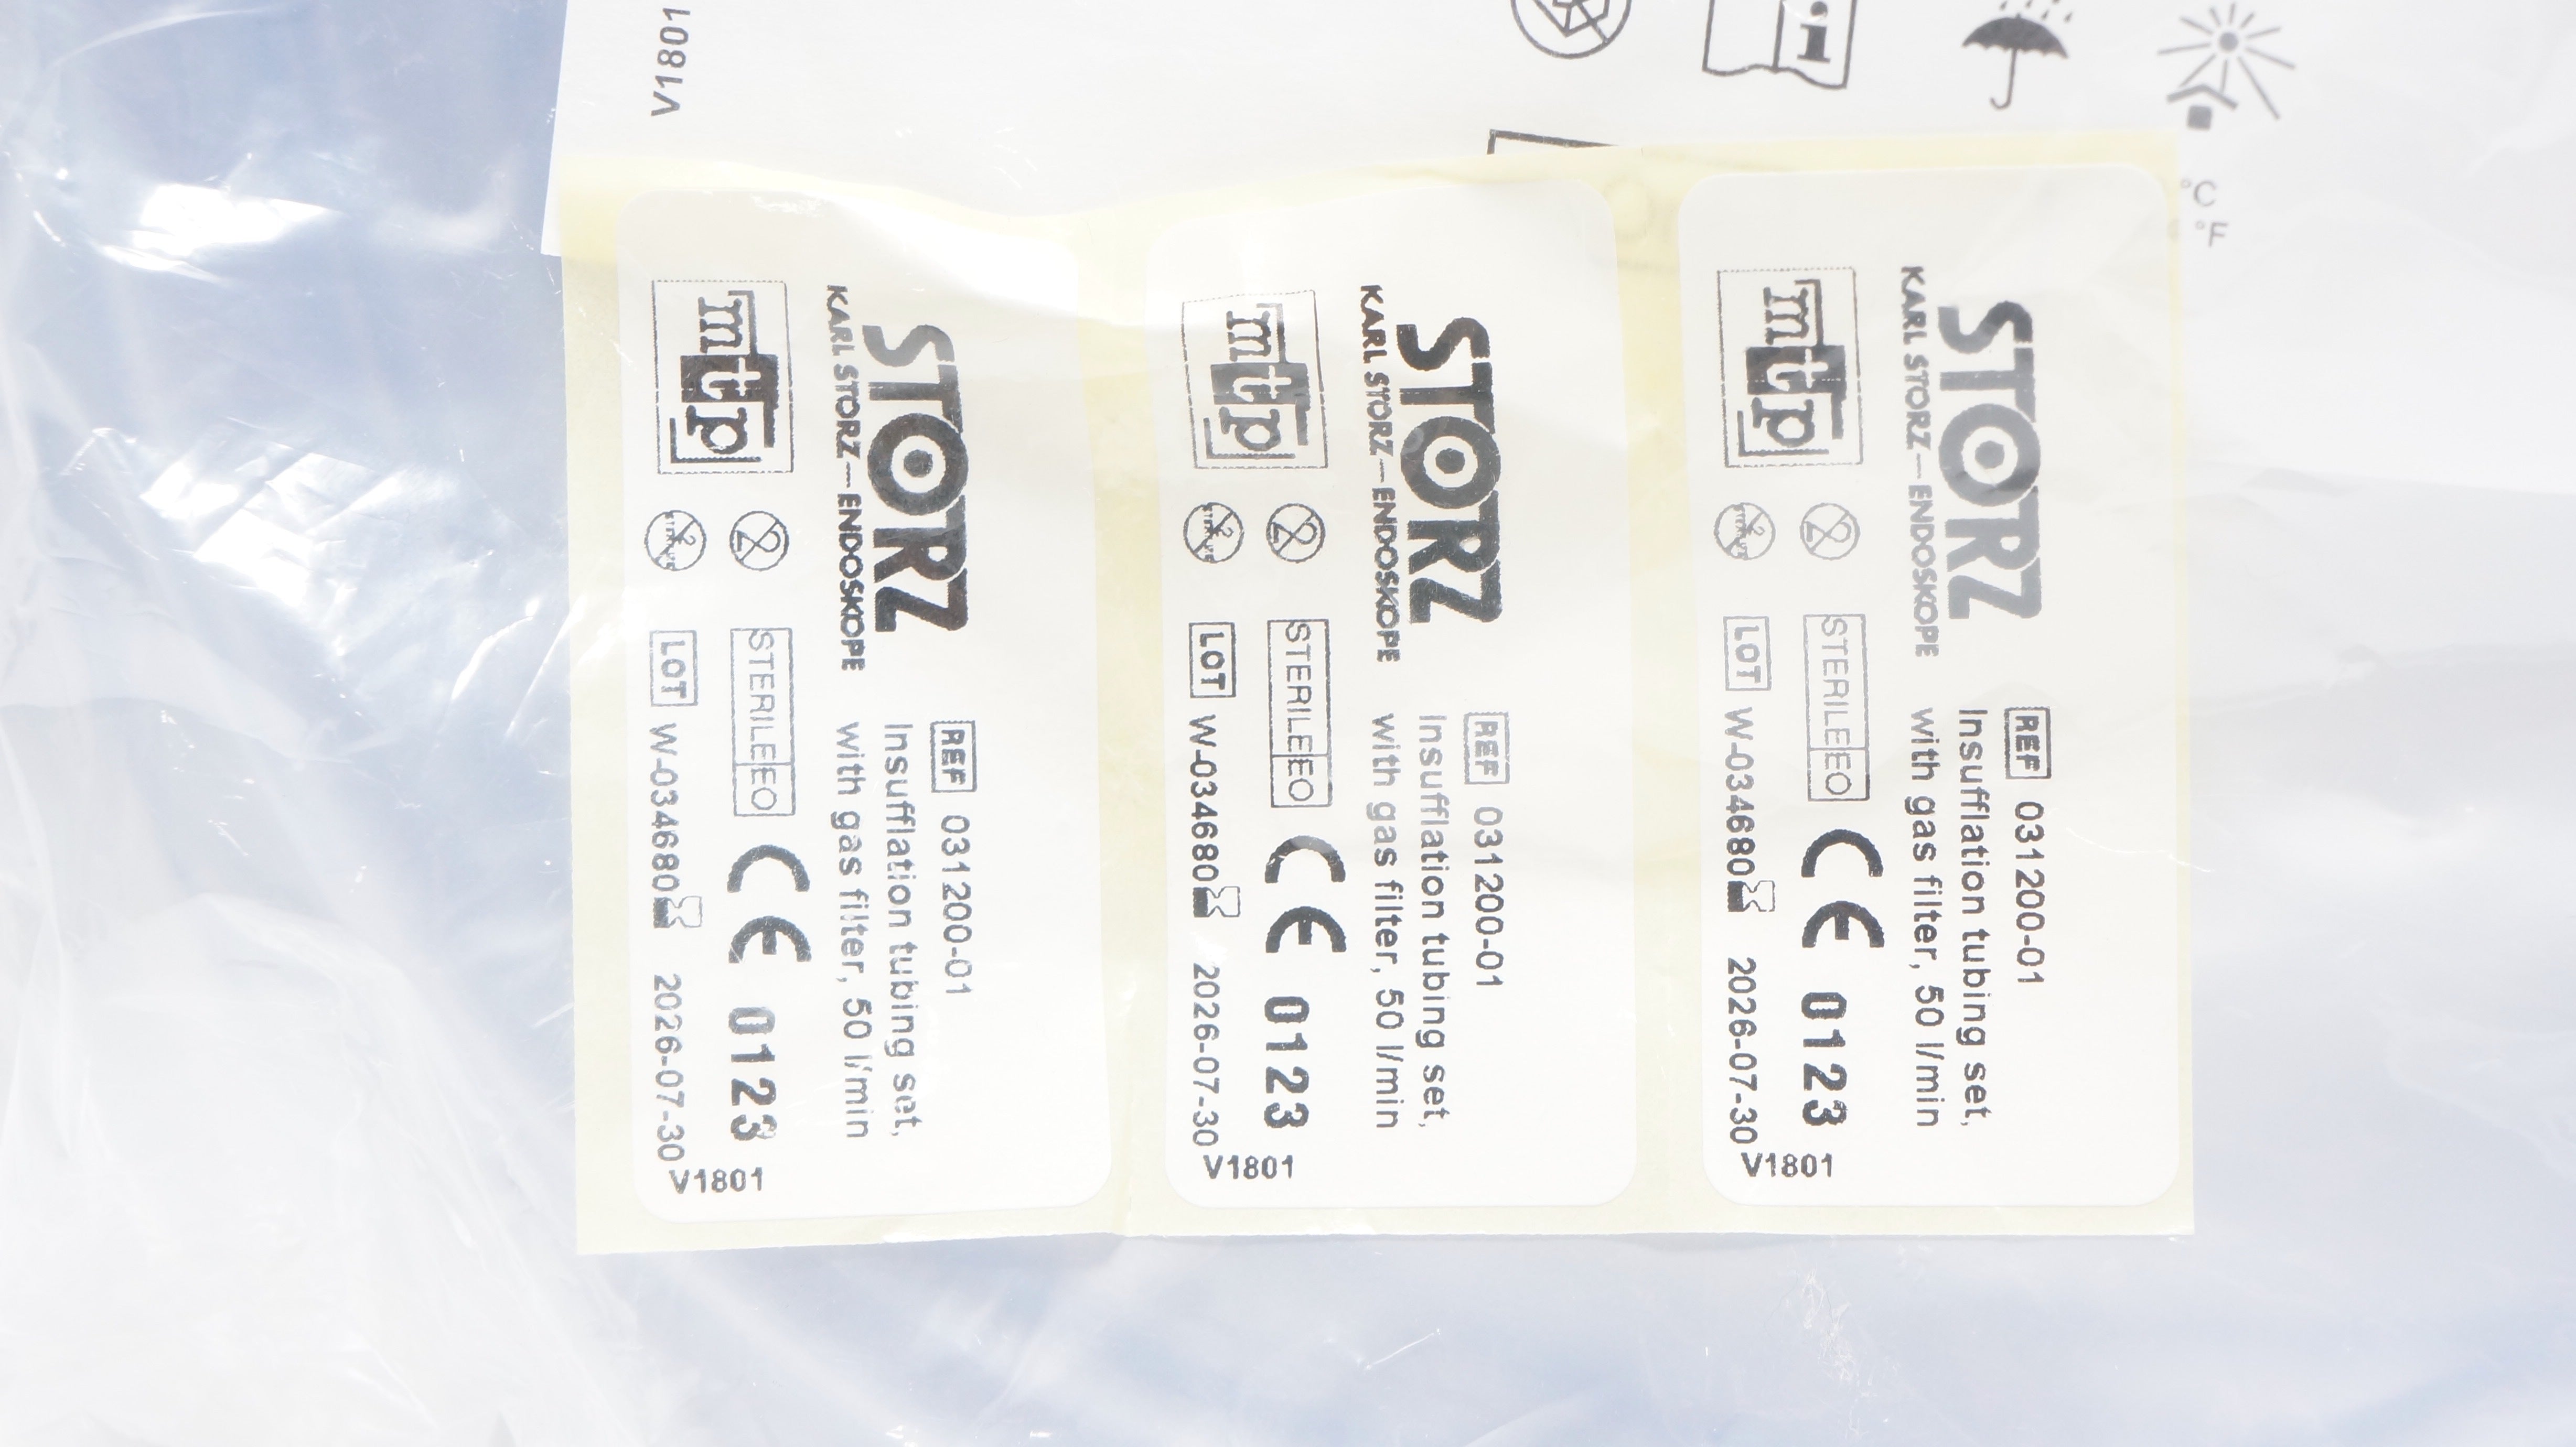 V1801
°C
°F
STORZ
KARL STORZ—ENDOSKOPE
REF 031200-01
Insufflation tubing set,
with gas filter, 50 l/min
mtp
2
STERILE EO
CE 0123
LOT W-034680
2026-07-30
V1801
STORZ
KARL STORZ—ENDOSKOPE
REF 031200-01
Insufflation tubing set,
with gas filter, 50 l/min
mtp
2
STERILE EO
CE 0123
LOT W-034680
2026-07-30
V1801
STORZ
KARL STORZ—ENDOSKOPE
REF 031200-01
Insufflation tubing set,
with gas filter, 50 l/min
mtp
2
STERILE EO
CE 0123
LOT W-034680
2026-07-30
V1801